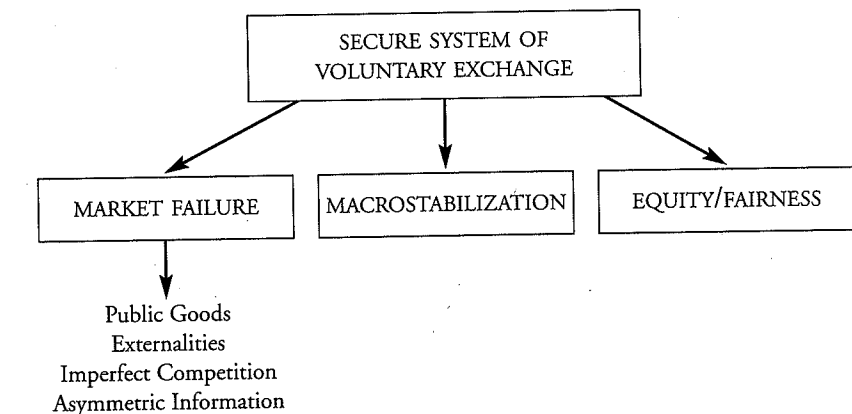 SECURE SYSTEM OF
VOLUNTARY EXCHANGE
MARKET FAILURE
MACROSTABILIZATION
EQUITY/FAIRNESS
Public Goods
Externalities
Imperfect Competition
Asymmetric Information